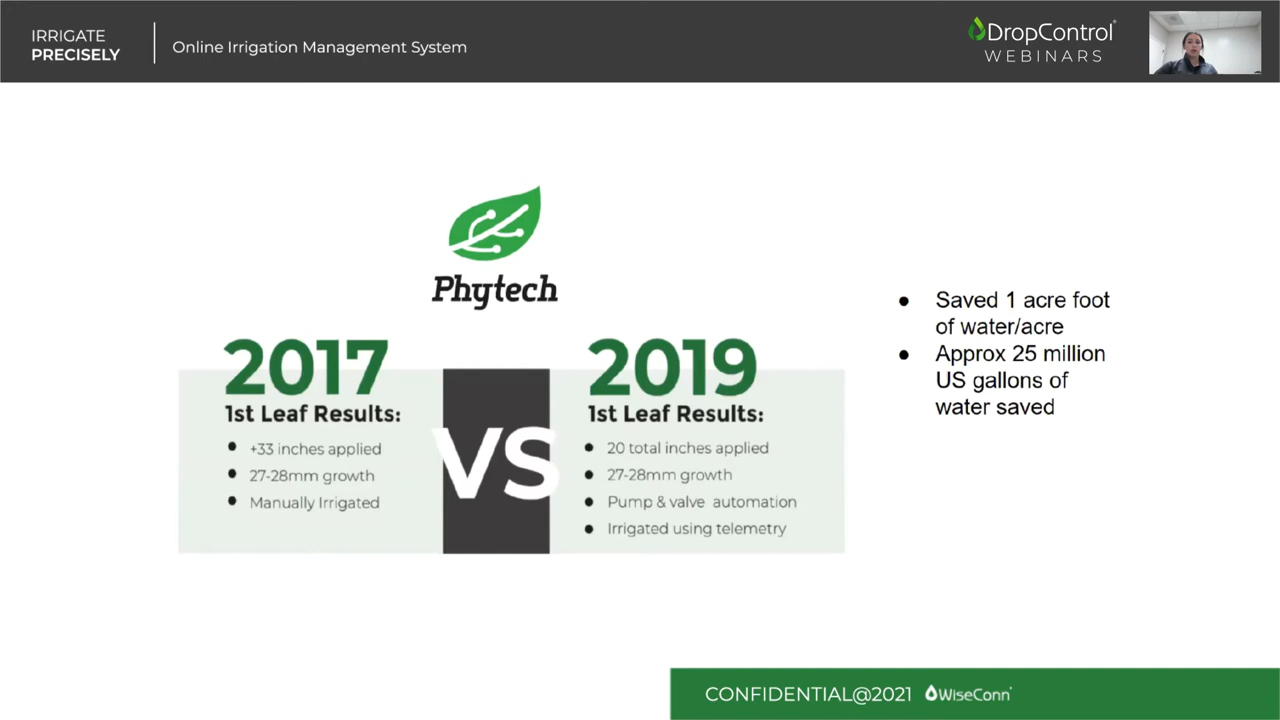 IRRIGATE
PRECISELY
Online Irrigation Management System
DropControl®
WEBINARS
Phytech
2017
1st Leaf Results:
+33 inches applied
27-28mm growth
Manually Irrigated
VS
2019
1st Leaf Results:
20 total inches applied
27-28mm growth
Pump & valve automation
Irrigated using telemetry
Saved 1 acre foot
of water/acre
Approx 25 million
US gallons of
water saved
CONFIDENTIAL@2021 WiseConn®